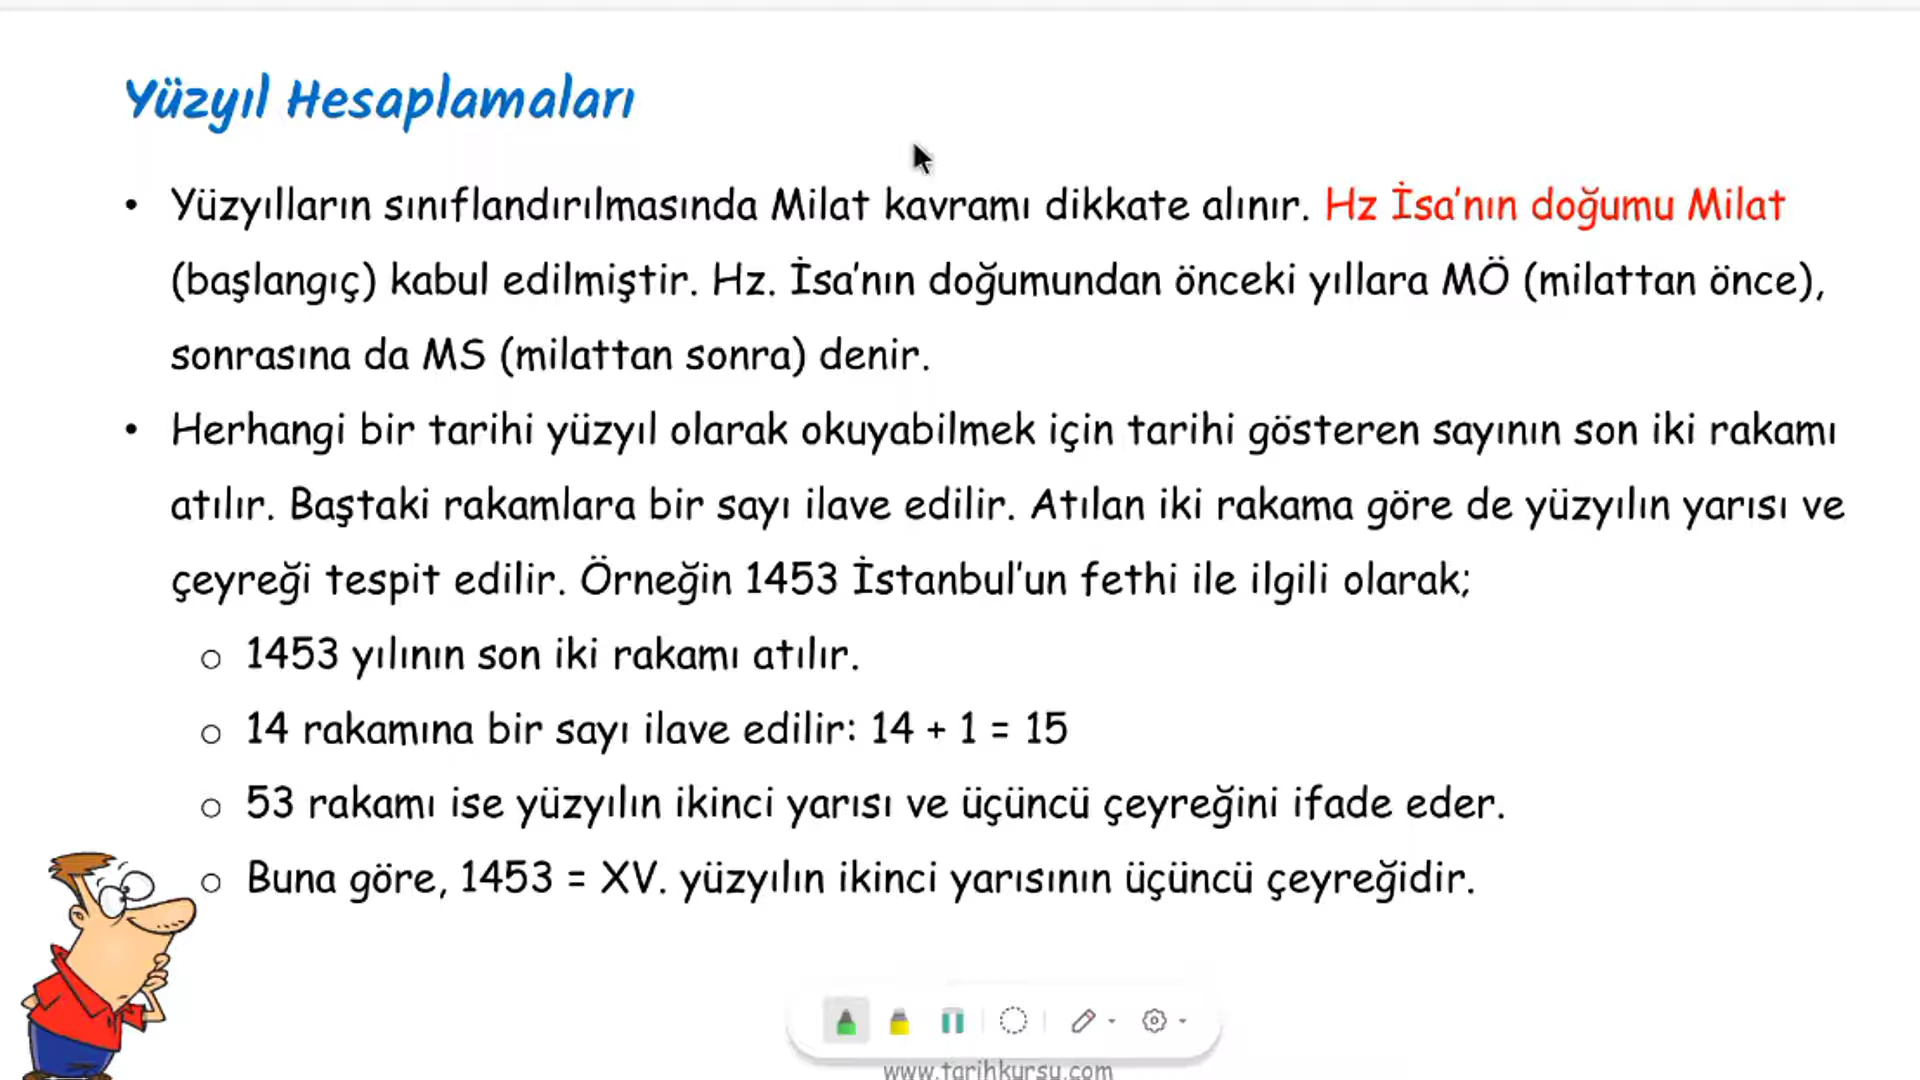 Yüzyıl Hesaplamaları
• Yüzyılların sınıflandırılmasında Milat kavramı dikkate alınır. Hz İsa’nın doğumu Milat
(başlangıç) kabul edilmiştir. Hz. İsa’nın doğumundan önceki yıllara MÖ (milattan önce),
sonrasına da MS (milattan sonra) denir.
• Herhangi bir tarihi yüzyıl olarak okuyabilmek için tarihi gösteren sayının son iki rakamı
atılır. Baştaki rakamlara bir sayı ilave edilir. Atılan iki rakama göre de yüzyılın yarısı ve
çeyreği tespit edilir. Örneğin 1453 İstanbul’un fethi ile ilgili olarak;
o 1453 yılının son iki rakamı atılır.
o 14 rakamına bir sayı ilave edilir: 14 + 1 = 15
o 53 rakamı ise yüzyılın ikinci yarısı ve üçüncü çeyreğini ifade eder.
o Buna göre, 1453 = XV. yüzyılın ikinci yarısının üçüncü çeyreğidir.
www.tarihkursu.com